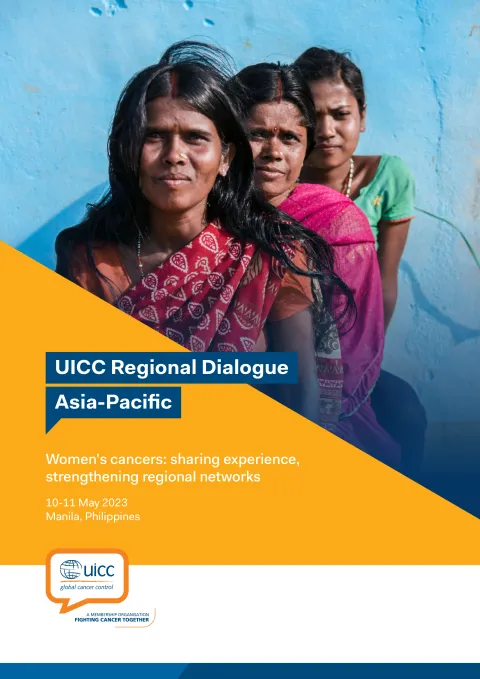 UICC Regional Dialogue
Asia-Pacific
Women's cancers: sharing experience,
strengthening regional networks
10-11 May 2023
Manila, Philippines
uicc
global cancer control
A MEMBERSHIP ORGANISATION
FIGHTING CANCER TOGETHER